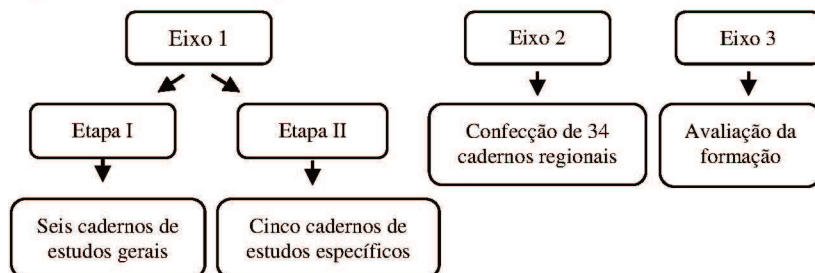 Eixo 1
Eixo 2
Eixo 3
Etapa I
Etapa II
Confecção de 34
cadernos regionais
Avaliação da
formação
Seis cadernos de
estudos gerais
Cinco cadernos de
estudos específicos